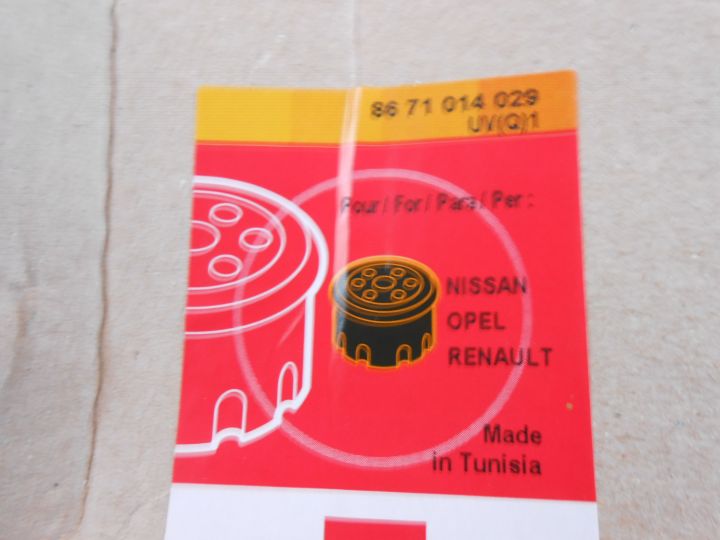 86 71 014 029
UV(Q)1
Pour / For / Para / Per :
NISSAN
OPEL
RENAULT
Made
in Tunisia